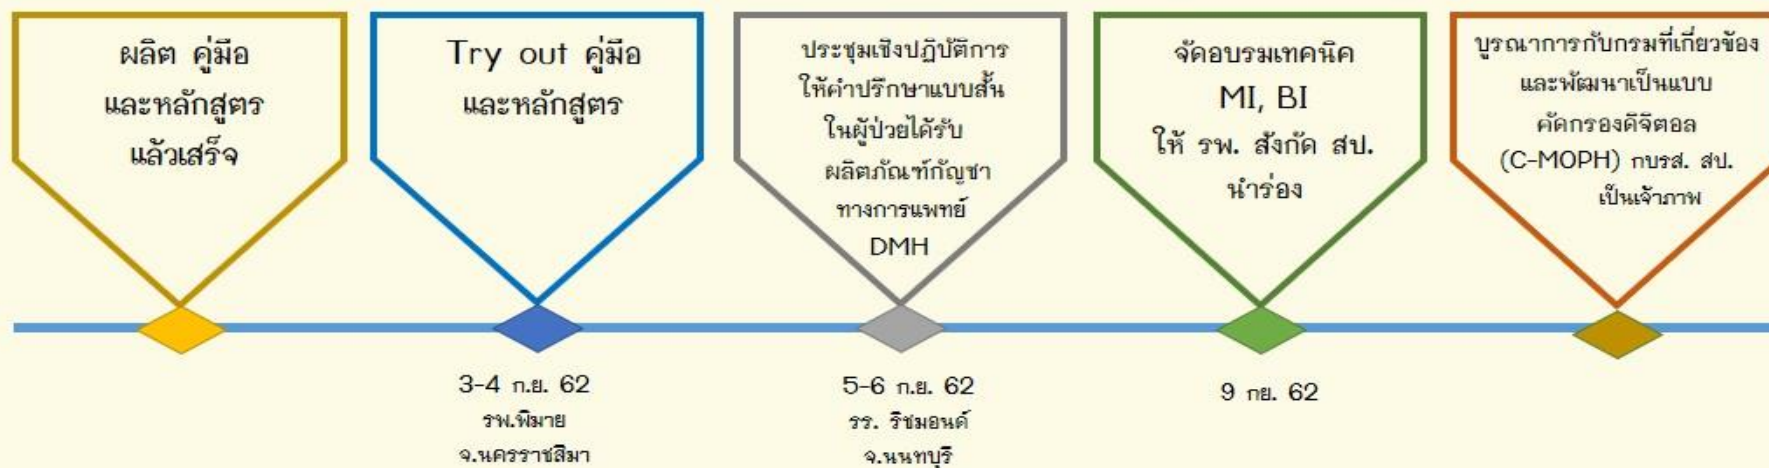 ผลิต คู่มือ
และหลักสูตร
แล้วเสร็จ
Try out คู่มือ
และหลักสูตร
ประชุมเชิงปฏิบัติการ
ให้คำปรึกษาแบบสั้น
ในผู้ป่วยได้รับ
ผลิตภัณฑ์กัญชา
ทางการแพทย์
DMH
จัดอบรมเทคนิค
MI, BI
ให้ รพ. สังกัด สป.
นำร่อง
บูรณาการกับกรมที่เกี่ยวข้อง
และพัฒนาเป็นแบบ
คัดกรองดิจิตอล
(C-MOPH) กบรส. สป.
เป็นเจ้าภาพ
3-4 ก.ย. 62
รพ.พิมาย
จ.นครราชสีมา
5-6 ก.ย. 62
รร. ริชมอนด์
จ.นนทบุรี
9 กย. 62